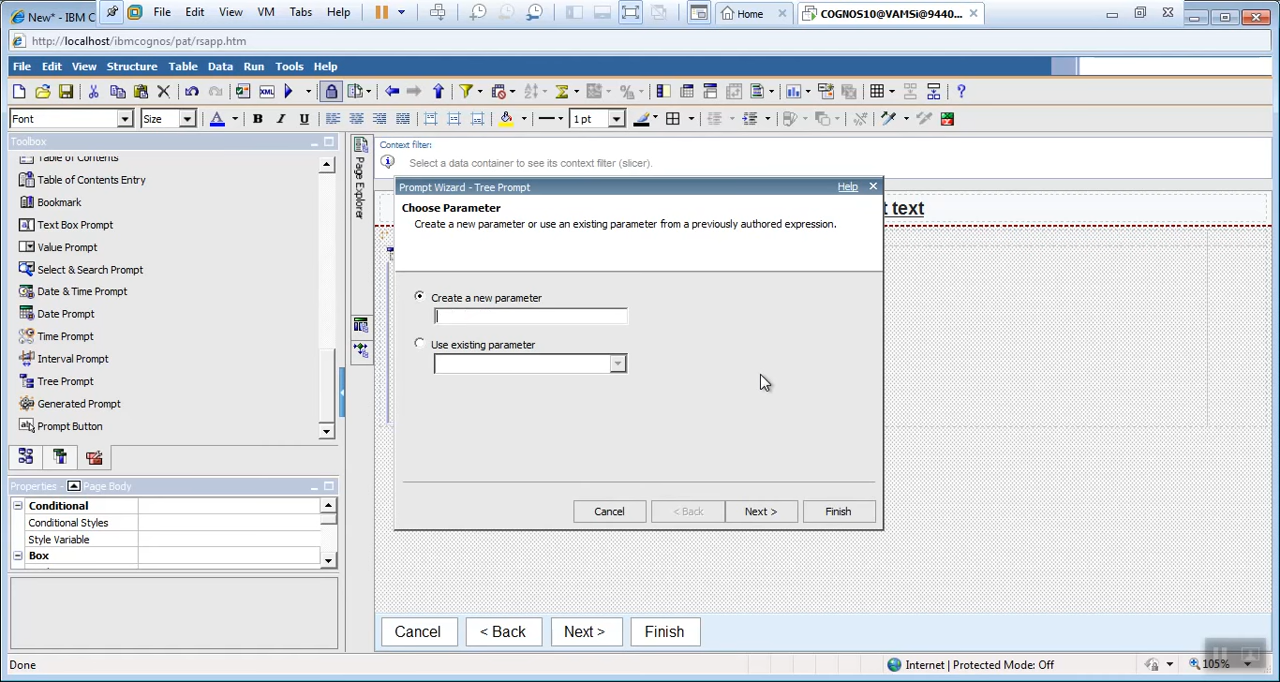 New* - IBM C
File Edit View VM Tabs Help
Home
COGNOS10@VAMSi@9440...
http://localhost/ibmcognos/pat/rsapp.htm
File Edit View Structure Table Data Run Tools Help
Font Size B I U 1 pt
Toolbox
Table of Contents
Table of Contents Entry
Bookmark
Text Box Prompt
Value Prompt
Select & Search Prompt
Date & Time Prompt
Date Prompt
Time Prompt
Interval Prompt
Tree Prompt
Generated Prompt
Prompt Button
Properties - Page Body
Conditional
Conditional Styles
Style Variable
Box
Page Explorer
Context filter:
Select a data container to see its context filter (slicer).
t text
Prompt Wizard - Tree Prompt Help
Choose Parameter
Create a new parameter or use an existing parameter from a previously authored expression.
Create a new parameter
Use existing parameter
Cancel < Back Next > Finish
Cancel < Back Next > Finish
Done Internet | Protected Mode: Off 105%